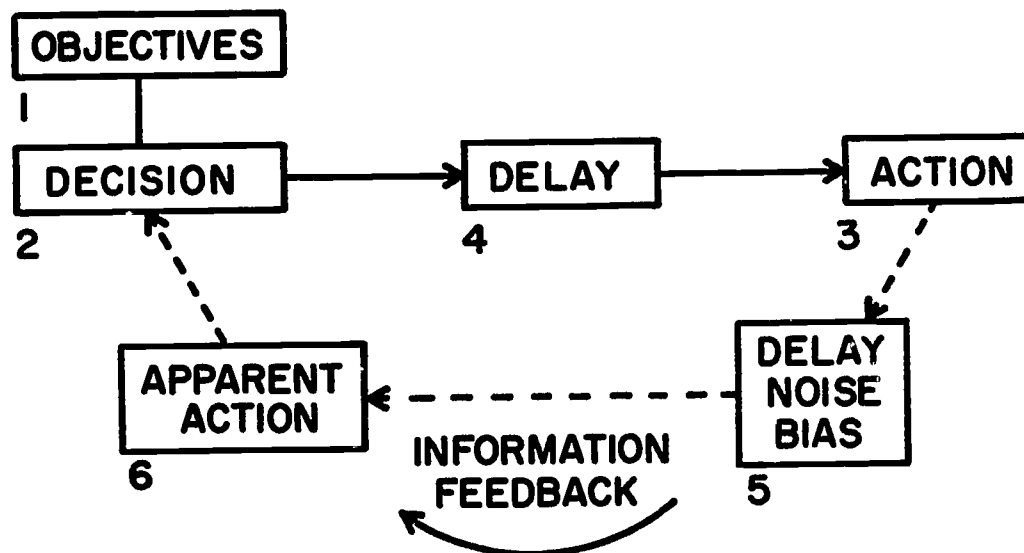 OBJECTIVES
1
DECISION
2
DELAY
4
ACTION
3
DELAY
NOISE
BIAS
5
APPARENT
ACTION
6
INFORMATION
FEEDBACK